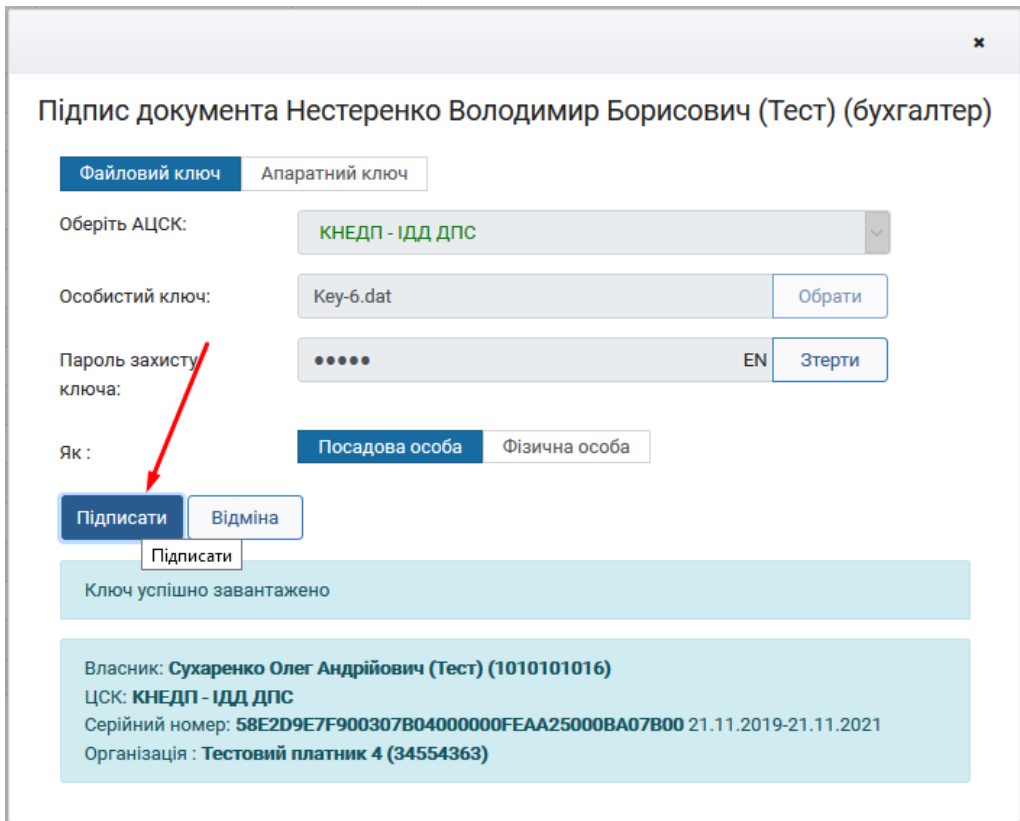 ×
Підпис документа Нестеренко Володимир Борисович (Тест) (бухгалтер)
Файловий ключ Апаратний ключ
Оберіть АЦСК: КНЕДП - ІДД ДПС
Особистий ключ: Key-6.dat Обрати
Пароль захисту ключа: ••••• EN Зтерти
Як : Посадова особа Фізична особа
Підписати Відміна
Підписати
Ключ успішно завантажено
Власник: Сухаренко Олег Андрійович (Тест) (1010101016)
ЦСК: КНЕДП - ІДД ДПС
Серійний номер: 58E2D9E7F900307B04000000FEAA25000BA07B00 21.11.2019-21.11.2021
Організація : Тестовий платник 4 (34554363)